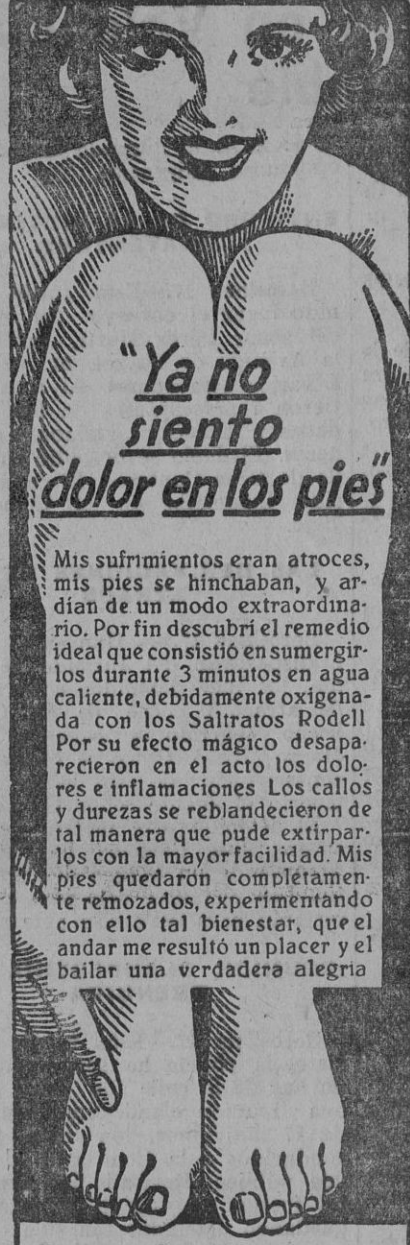 "Ya no
siento
dolor en los pies"
Mis sufrimientos eran atroces,
mis pies se hinchaban, y ar-
dían de un modo extraordina-
rio. Por fin descubrí el remedio
ideal que consistió en sumergir-
los durante 3 minutos en agua
caliente, debidamente oxigena-
da con los Saltratos Rodell
Por su efecto mágico desapa-
recieron en el acto los dolo-
res e inflamaciones Los callos
y durezas se reblandecieron de
tal manera que pude extirpar-
los con la mayor facilidad. Mis
pies quedaron completamen-
te remozados, experimentando
con ello tal bienestar, que el
andar me resultó un placer y el
bailar una verdadera alegria